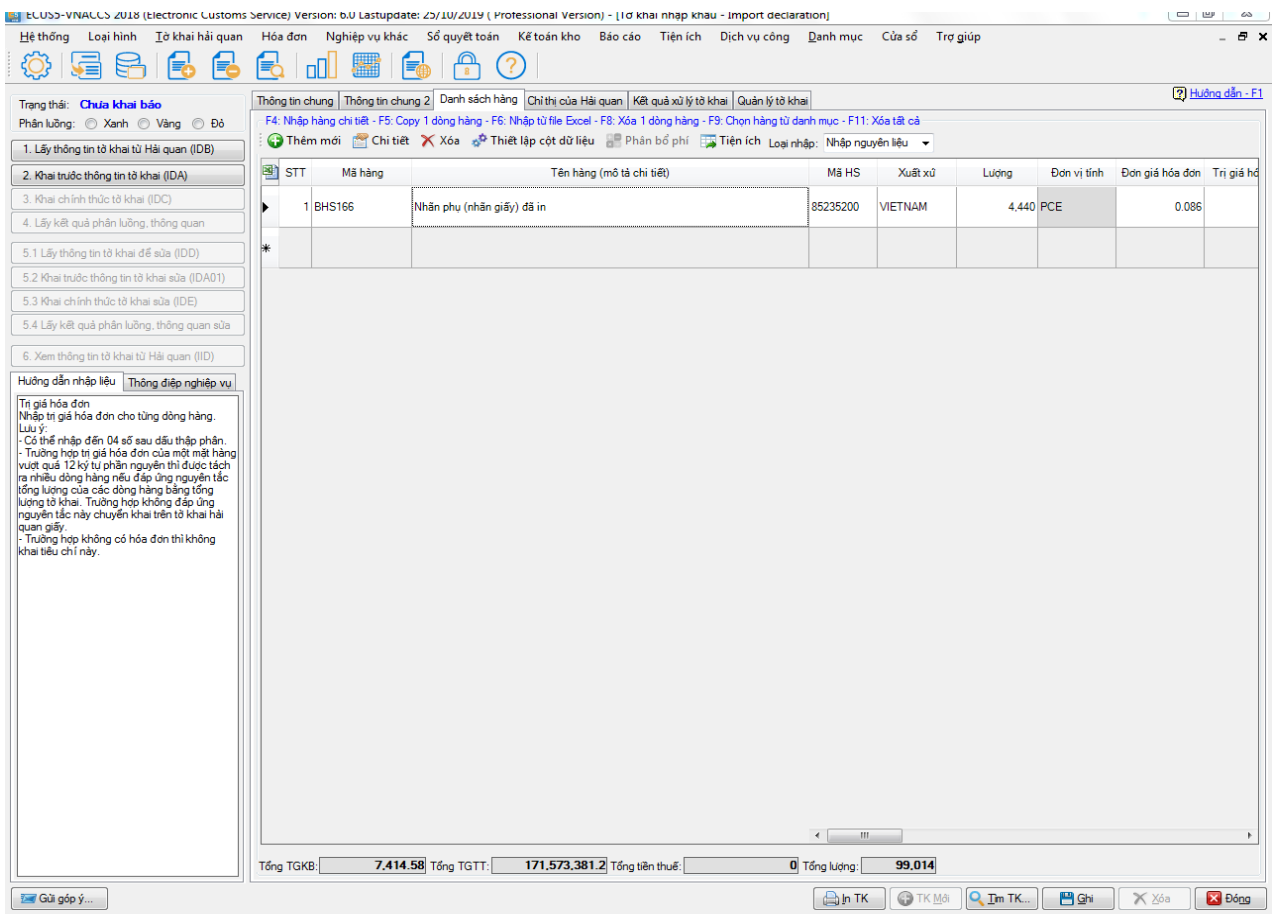 ECUS5-VNACCS 2018 (Electronic Customs Service) Version: 6.0 Lastupdate: 25/10/2019 ( Professional Version) - [Tờ khai nhập khẩu - Import declaration]
Hệ thống Loại hình Tờ khai hải quan Hóa đơn Nghiệp vụ khác Sổ quyết toán Kế toán kho Báo cáo Tiện ích Dịch vụ công Danh mục Cửa sổ Trợ giúp
Trạng thái: Chưa khai báo
Phân luồng: Xanh Vàng Đỏ
1. Lấy thông tin tờ khai từ Hải quan (IDB)
2. Khai trước thông tin tờ khai (IDA)
3. Khai chính thức tờ khai (IDC)
4. Lấy kết quả phân luồng, thông quan
5.1 Lấy thông tin tờ khai để sửa (IDD)
5.2 Khai trước thông tin tờ khai sửa (IDA01)
5.3 Khai chính thức tờ khai sửa (IDE)
5.4 Lấy kết quả phân luồng, thông quan sửa
6. Xem thông tin tờ khai từ Hải quan (IID)
Hướng dẫn nhập liệu Thông điệp nghiệp vụ
Trị giá hóa đơn
Nhập trị giá hóa đơn cho từng dòng hàng.
Lưu ý:
- Có thể nhập đến 04 số sau dấu thập phân.
- Trường hợp trị giá hóa đơn của một mặt hàng
vượt quá 12 ký tự phần nguyên thì được tách
ra nhiều dòng hàng nếu đáp ứng nguyên tắc
tổng lượng của các dòng hàng bằng tổng
lượng tờ khai. Trường hợp không đáp ứng
nguyên tắc này chuyển khai trên tờ khai hải
quan giấy.
- Trường hợp không có hóa đơn thì không
khai tiêu chí này.
Thông tin chung Thông tin chung 2 Danh sách hàng Chỉ thị của Hải quan Kết quả xử lý tờ khai Quản lý tờ khai
Hướng dẫn - F1
F4: Nhập hàng chi tiết - F5: Copy 1 dòng hàng - F6: Nhập từ file Excel - F8: Xóa 1 dòng hàng - F9: Chọn hàng từ danh mục - F11: Xóa tất cả
Thêm mới Chi tiết Xóa Thiết lập cột dữ liệu Phân bổ phí Tiện ích Loại nhập: Nhập nguyên liệu
STT Mã hàng Tên hàng (mô tả chi tiết) Mã HS Xuất xứ Lượng Đơn vị tính Đơn giá hóa đơn Trị giá hó
1 BHS166 Nhãn phụ (nhãn giấy) đã in 85235200 VIETNAM 4,440 PCE 0.086
Tổng TGKB: 7,414.58 Tổng TGTT: 171,573,381.2 Tổng tiền thuế: 0 Tổng lượng: 99,014
Gửi góp ý... In TK TK Mới Tìm TK... Ghi Xóa Đóng